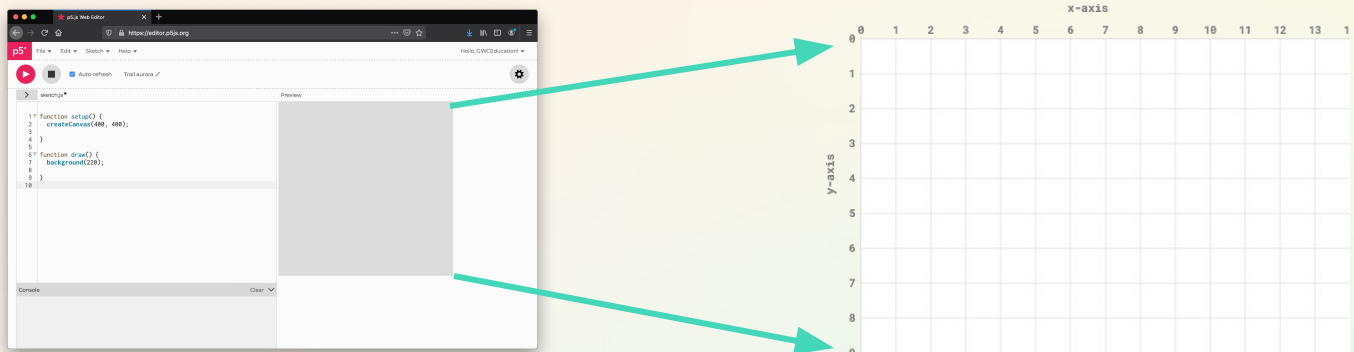 p5.js Web Editor
https://editor.p5js.org
p5*
File
Edit
Sketch
Help
Hello, GWCEducation!
Auto-refresh
Trail aurora
sketch.js
Preview
1 function setup() {
2 createCanvas(400, 400);
3
4 }
5
6 function draw() {
7 background(220);
8
9 }
10
Console
Clear
x-axis
0 1 2 3 4 5 6 7 8 9 10 11 12 13
0
1
2
3
4
5
6
7
8
y-axis